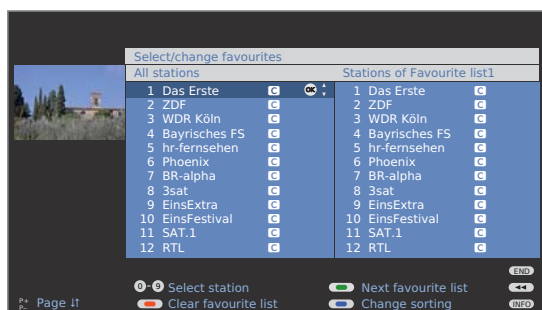 Select/change favourites
All stations Stations of Favourite list1
1 Das Erste C OK 1 Das Erste C
2 ZDF C 2 ZDF C
3 WDR Köln C 3 WDR Köln C
4 Bayrisches FS C 4 Bayrisches FS C
5 hr-fernsehen C 5 hr-fernsehen C
6 Phoenix C 6 Phoenix C
7 BR-alpha C 7 BR-alpha C
8 3sat C 8 3sat C
9 EinsExtra C 9 EinsExtra C
10 EinsFestival C 10 EinsFestival C
11 SAT.1 C 11 SAT.1 C
12 RTL C 12 RTL C
END
0-9 Select station Next favourite list
P+ P- Page Clear favourite list Change sorting INFO